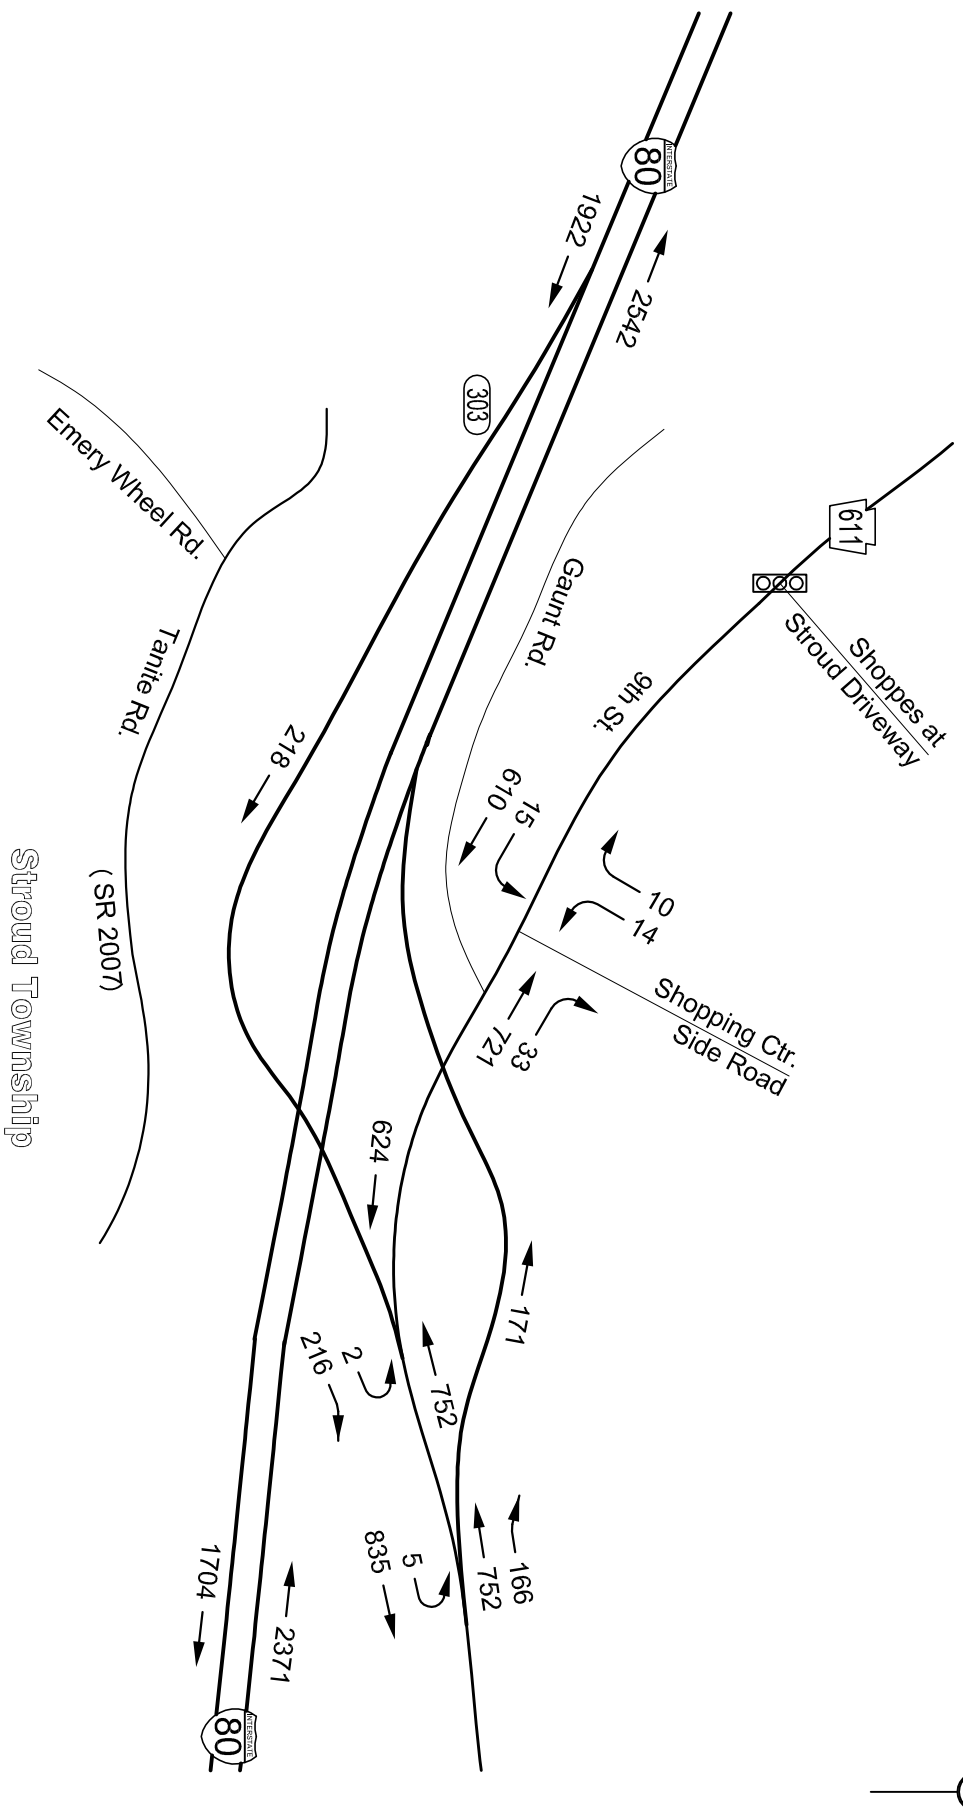 INTERSTATE
80
1922
2542
303
611
Emery Wheel Rd.
Gaunt Rd.
Shoppes at
Stroud Driveway
9th St.
Tanite Rd.
(SR 2007)
218
15
610
10
14
Shopping Ctr.
Side Road
33
721
Stroud Township
624
171
2
216
752
166
752
5
835
1704
2371
INTERSTATE
80